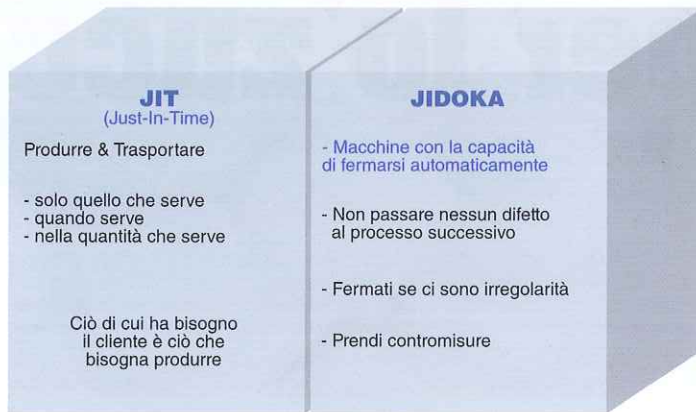 JIT
(Just-In-Time)
Produrre & Trasportare
- solo quello che serve
- quando serve
- nella quantità che serve
Ciò di cui ha bisogno
il cliente è ciò che
bisogna produrre
JIDOKA
- Macchine con la capacità
di fermarsi automaticamente
- Non passare nessun difetto
al processo successivo
- Fermati se ci sono irregolarità
- Prendi contromisure